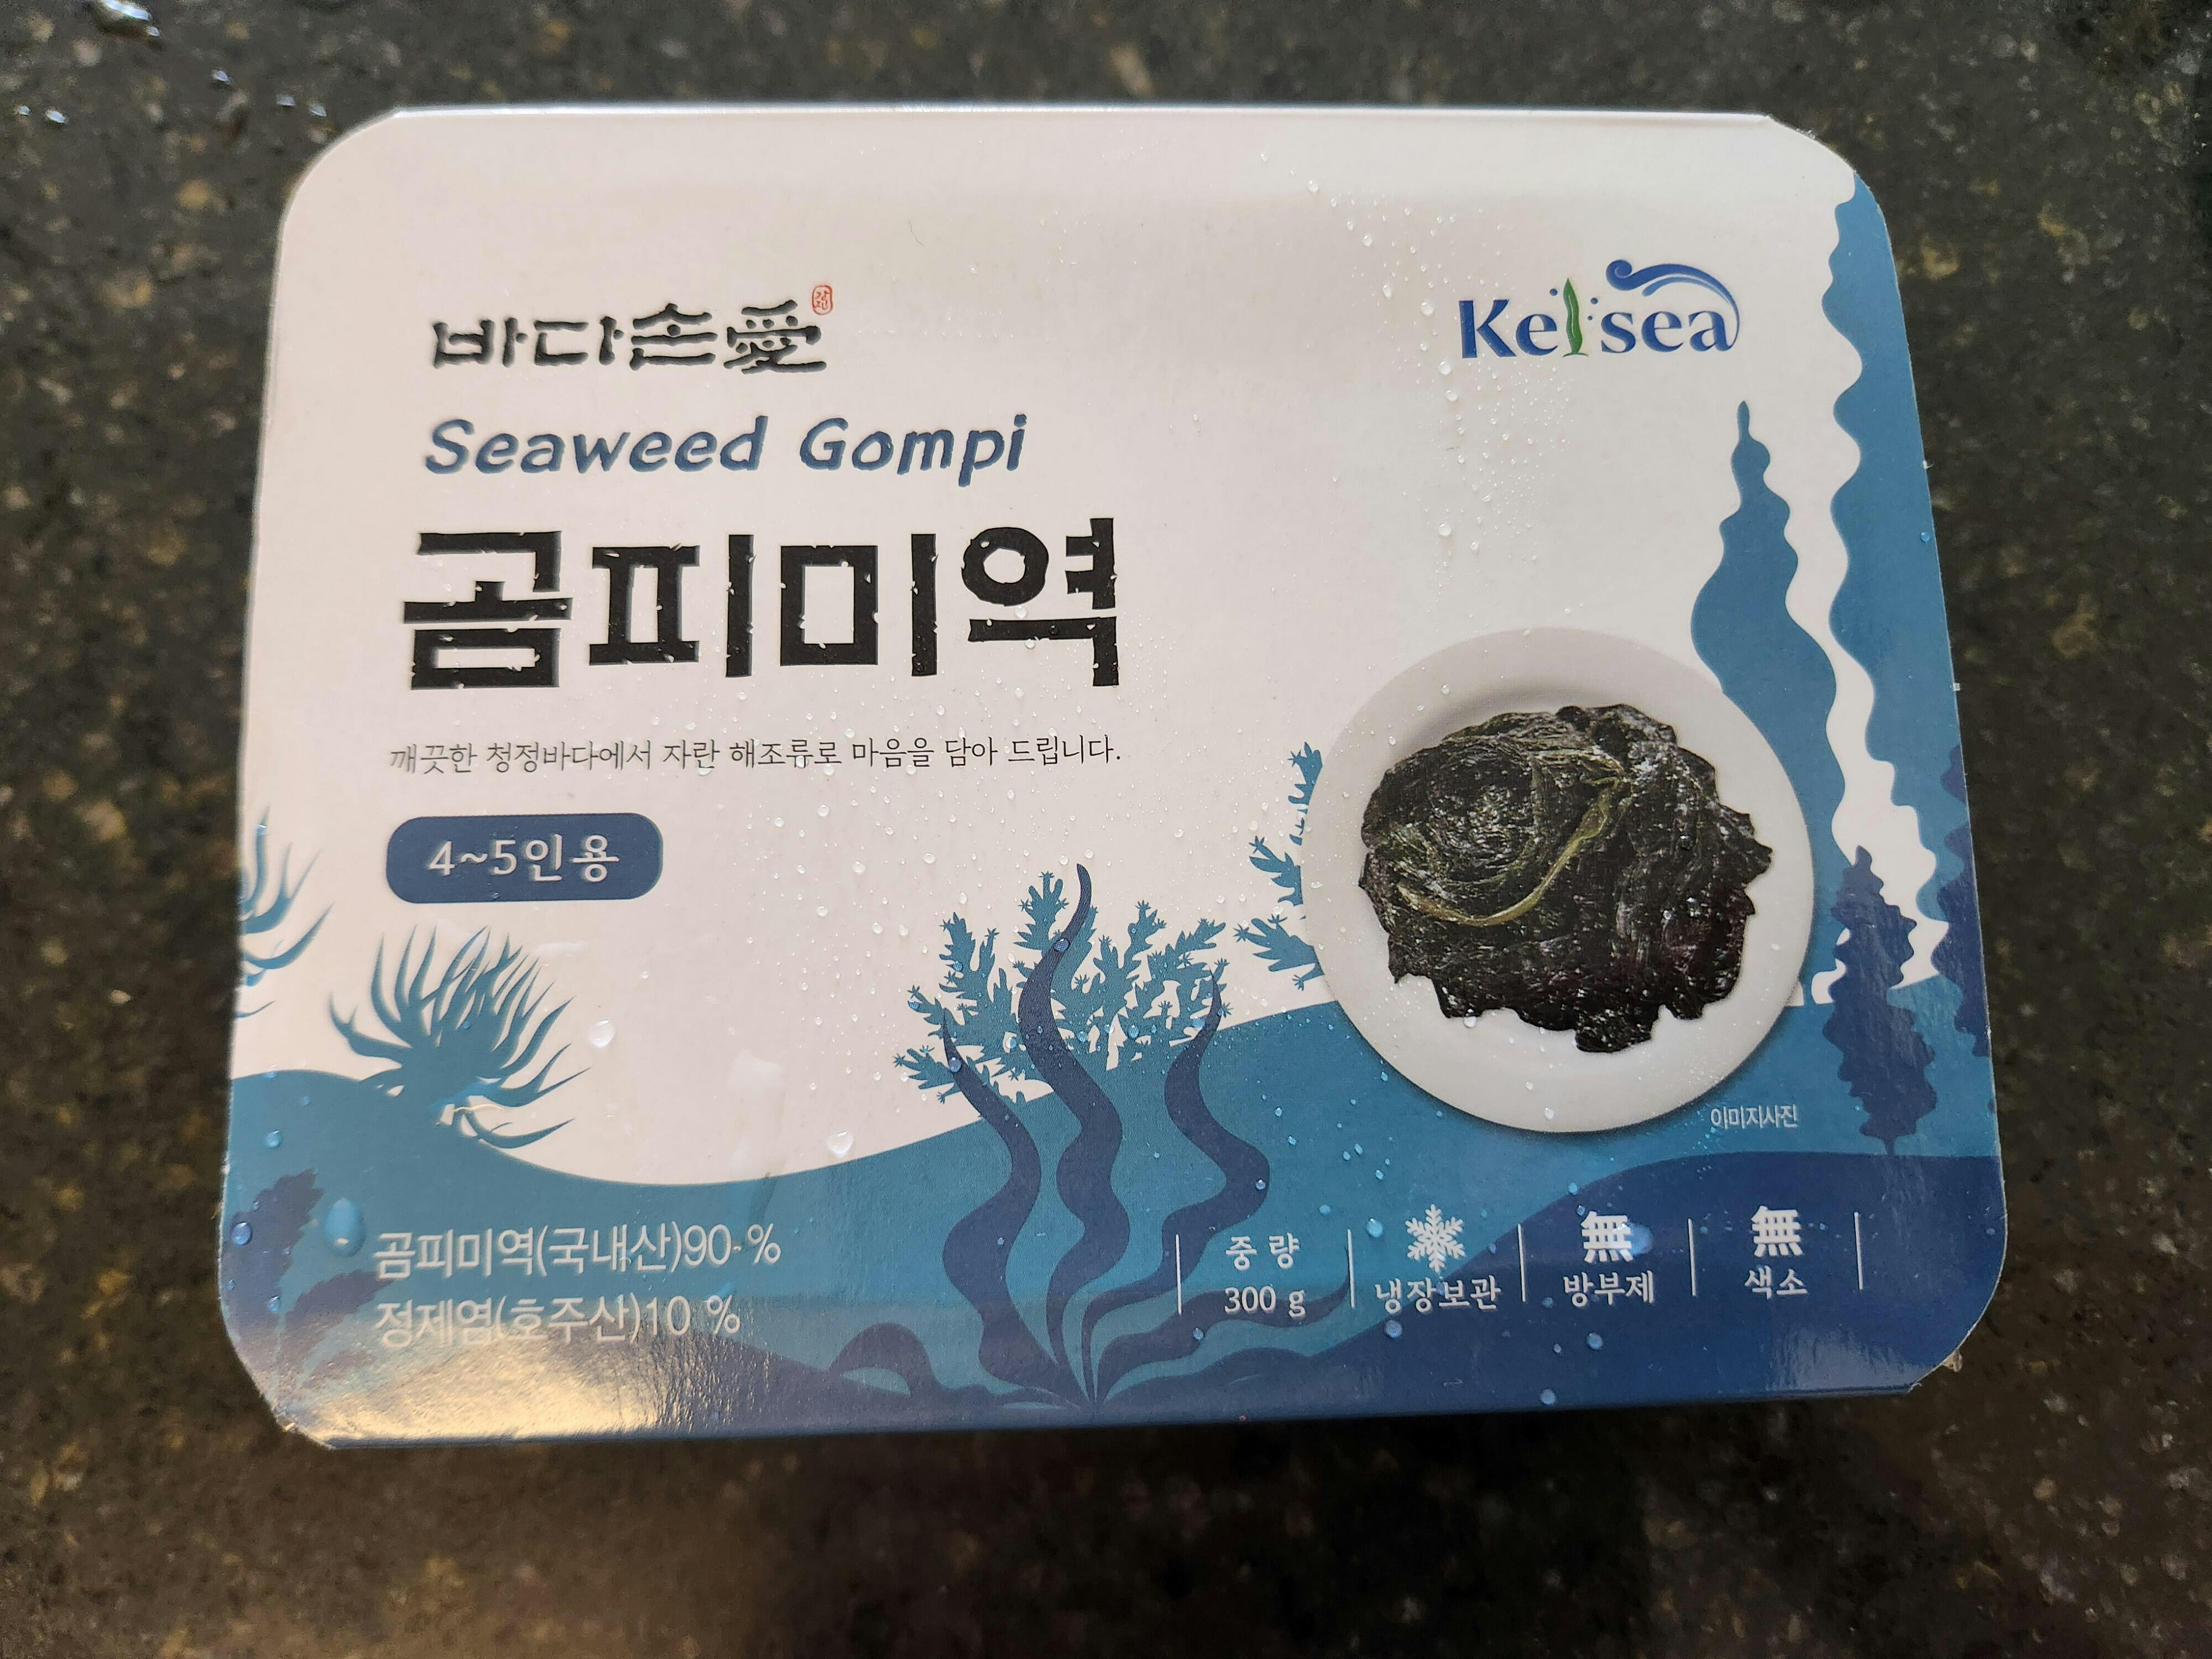 바다손愛
Kelsea
Seaweed Gompi
곰피미역
깨끗한 청정바다에서 자란 해조류로 마음을 담아 드립니다.
4~5인용
이미지사진
곰피미역(국내산)90 %
정제염(호주산)10 %
중량
300 g
냉장보관
無
방부제
無
색소